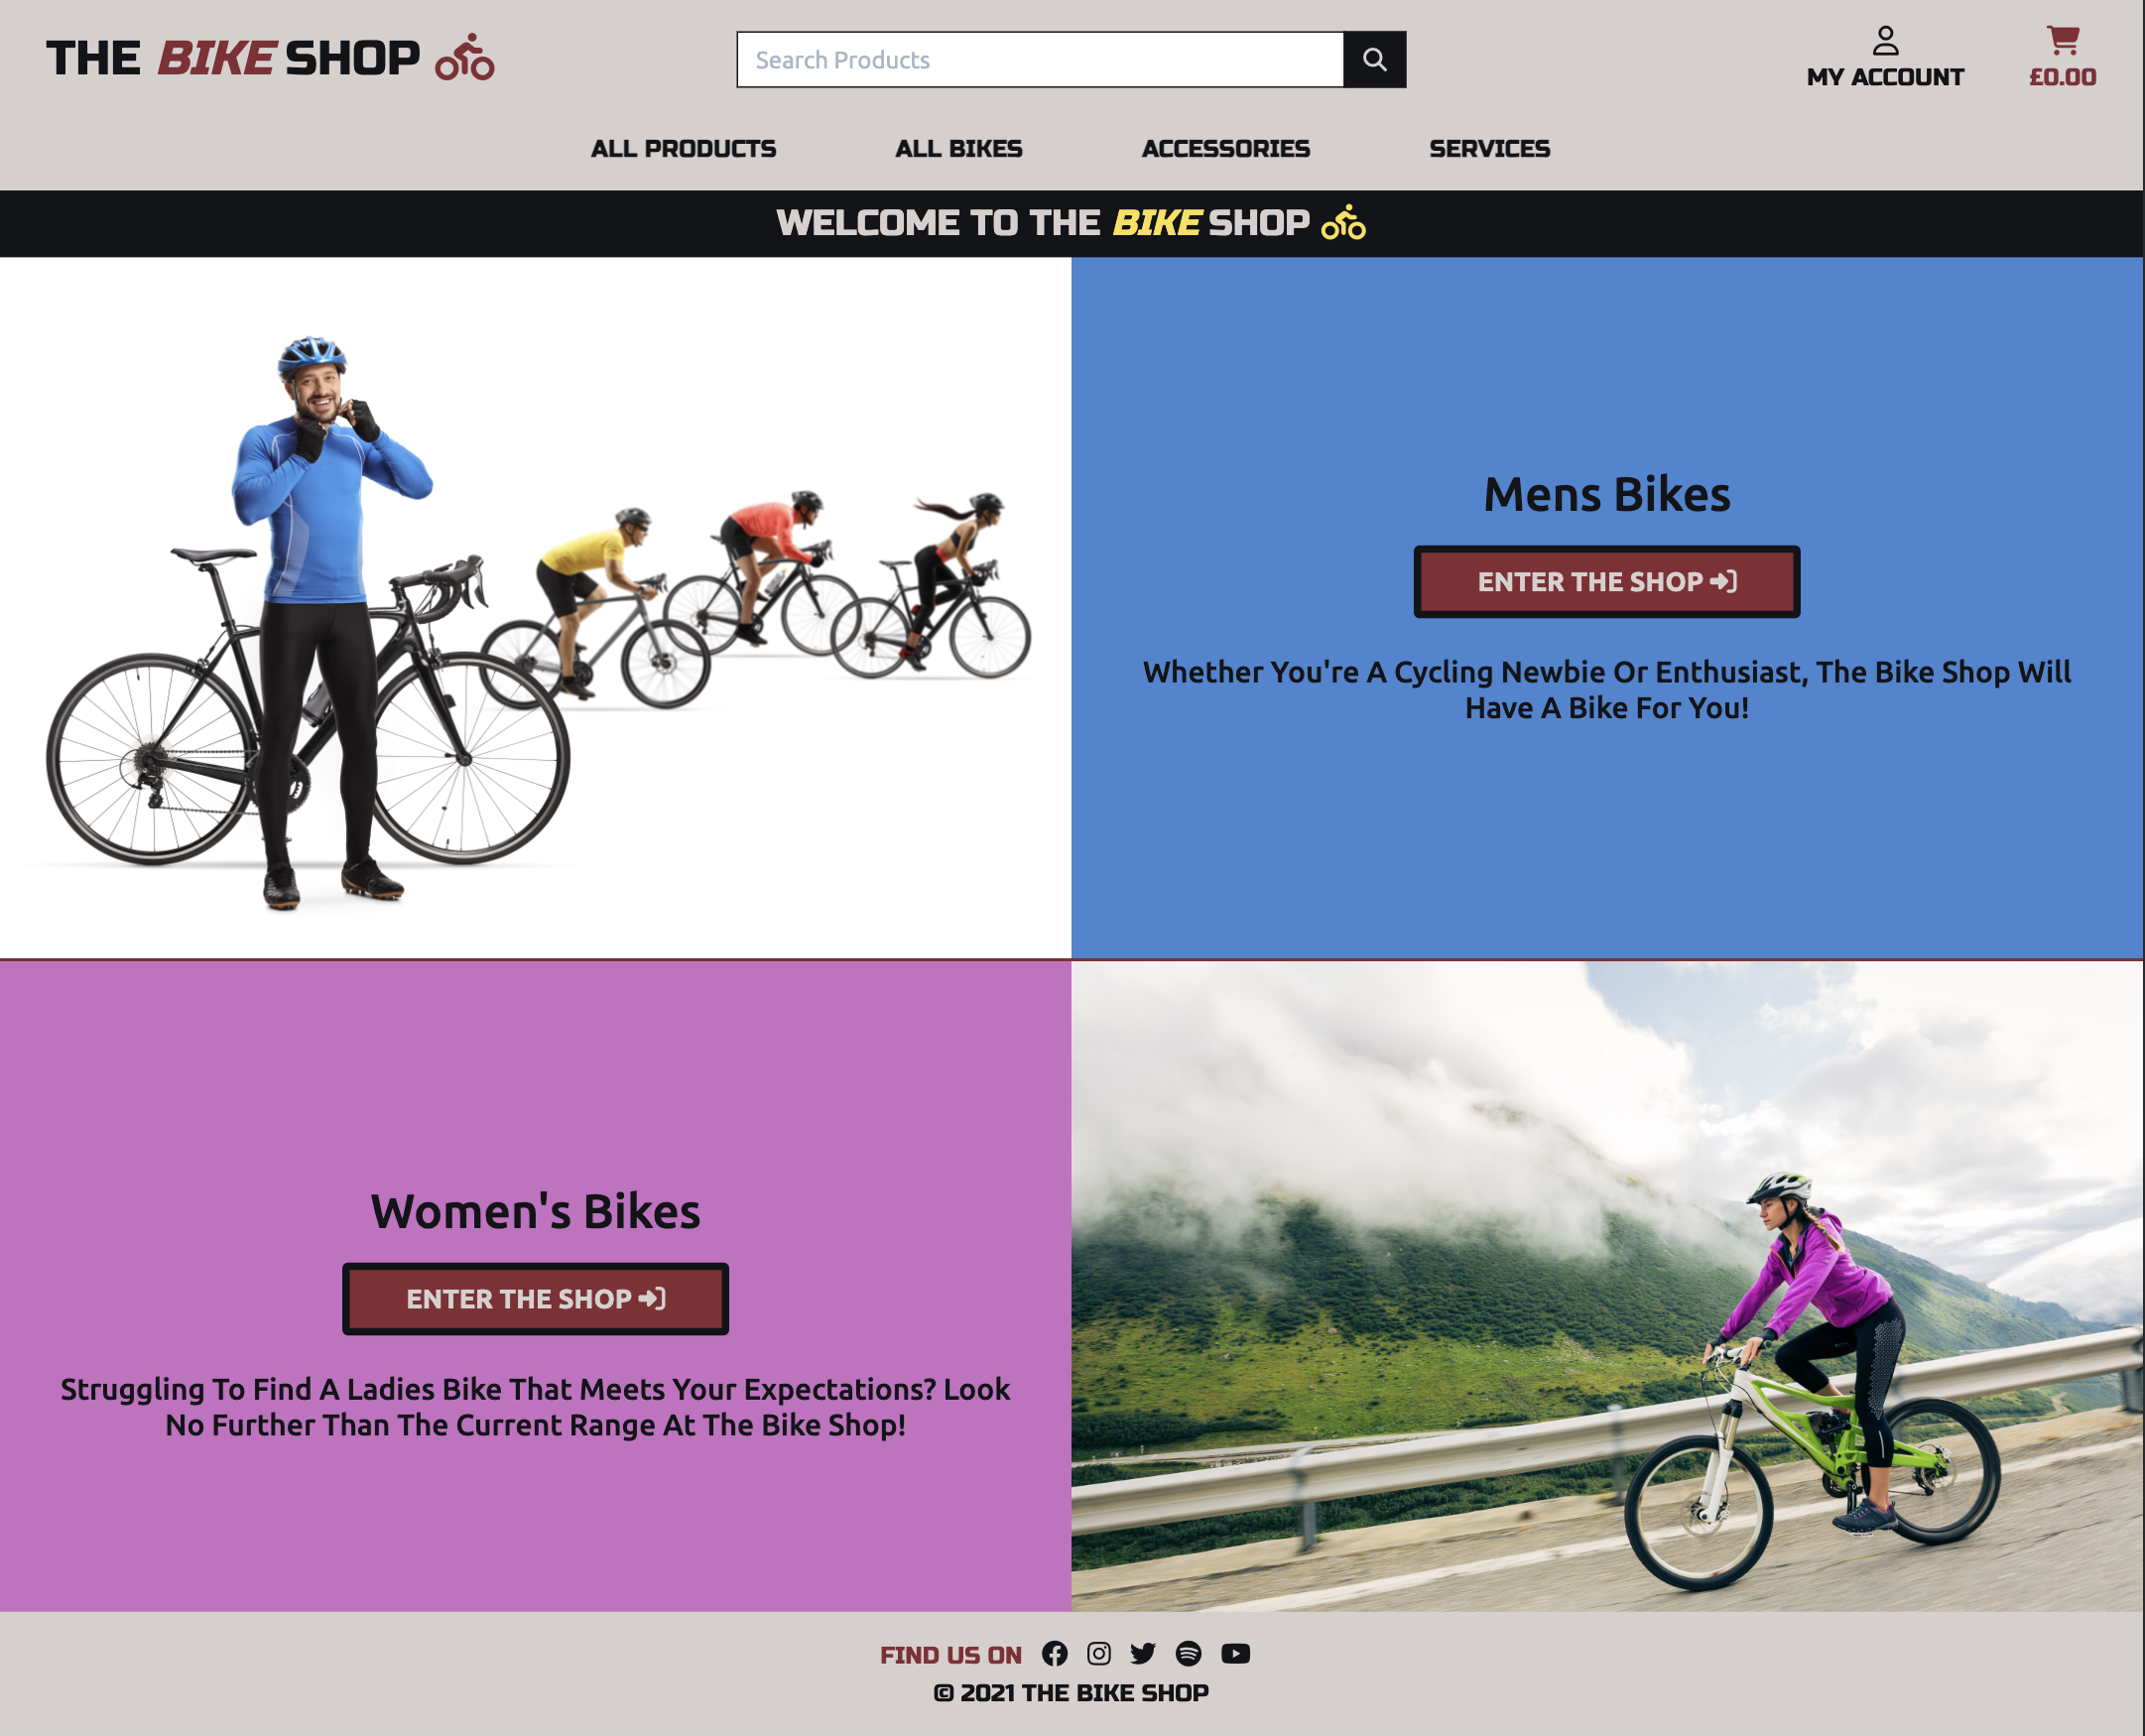 THE BIKE SHOP
Search Products
MY ACCOUNT
£0.00
ALL PRODUCTS
ALL BIKES
ACCESSORIES
SERVICES
WELCOME TO THE BIKE SHOP
Mens Bikes
ENTER THE SHOP
Whether You're A Cycling Newbie Or Enthusiast, The Bike Shop Will
Have A Bike For You!
Women's Bikes
ENTER THE SHOP
Struggling To Find A Ladies Bike That Meets Your Expectations? Look
No Further Than The Current Range At The Bike Shop!
FIND US ON
© 2021 THE BIKE SHOP